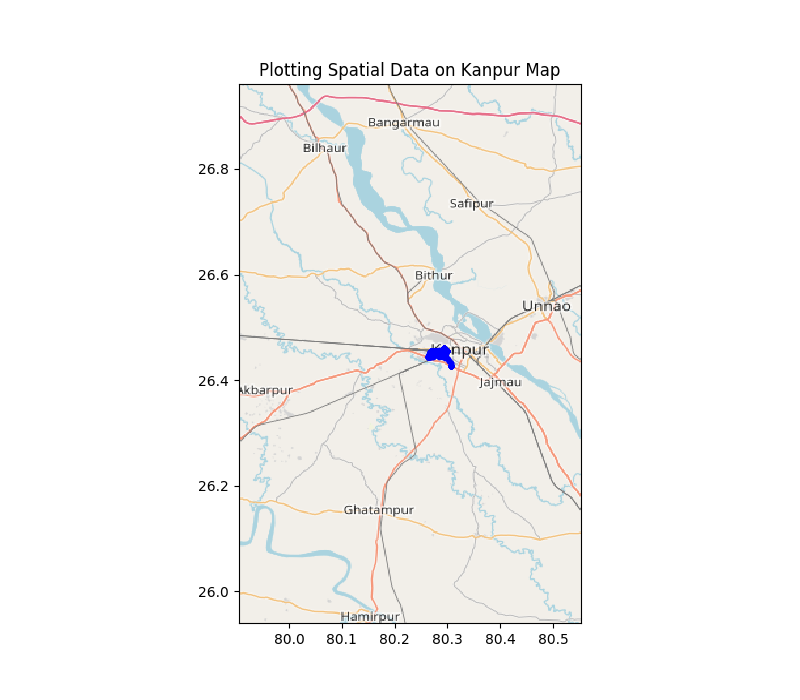 Plotting Spatial Data on Kanpur Map
Bangarmau
Bilhaur
26.8
Safipur
Bithur
26.6
Unnao
Kanpur
26.4
Jajmau
Akbarpur
26.2
Ghatampur
26.0
Hamirpur
80.0 80.1 80.2 80.3 80.4 80.5